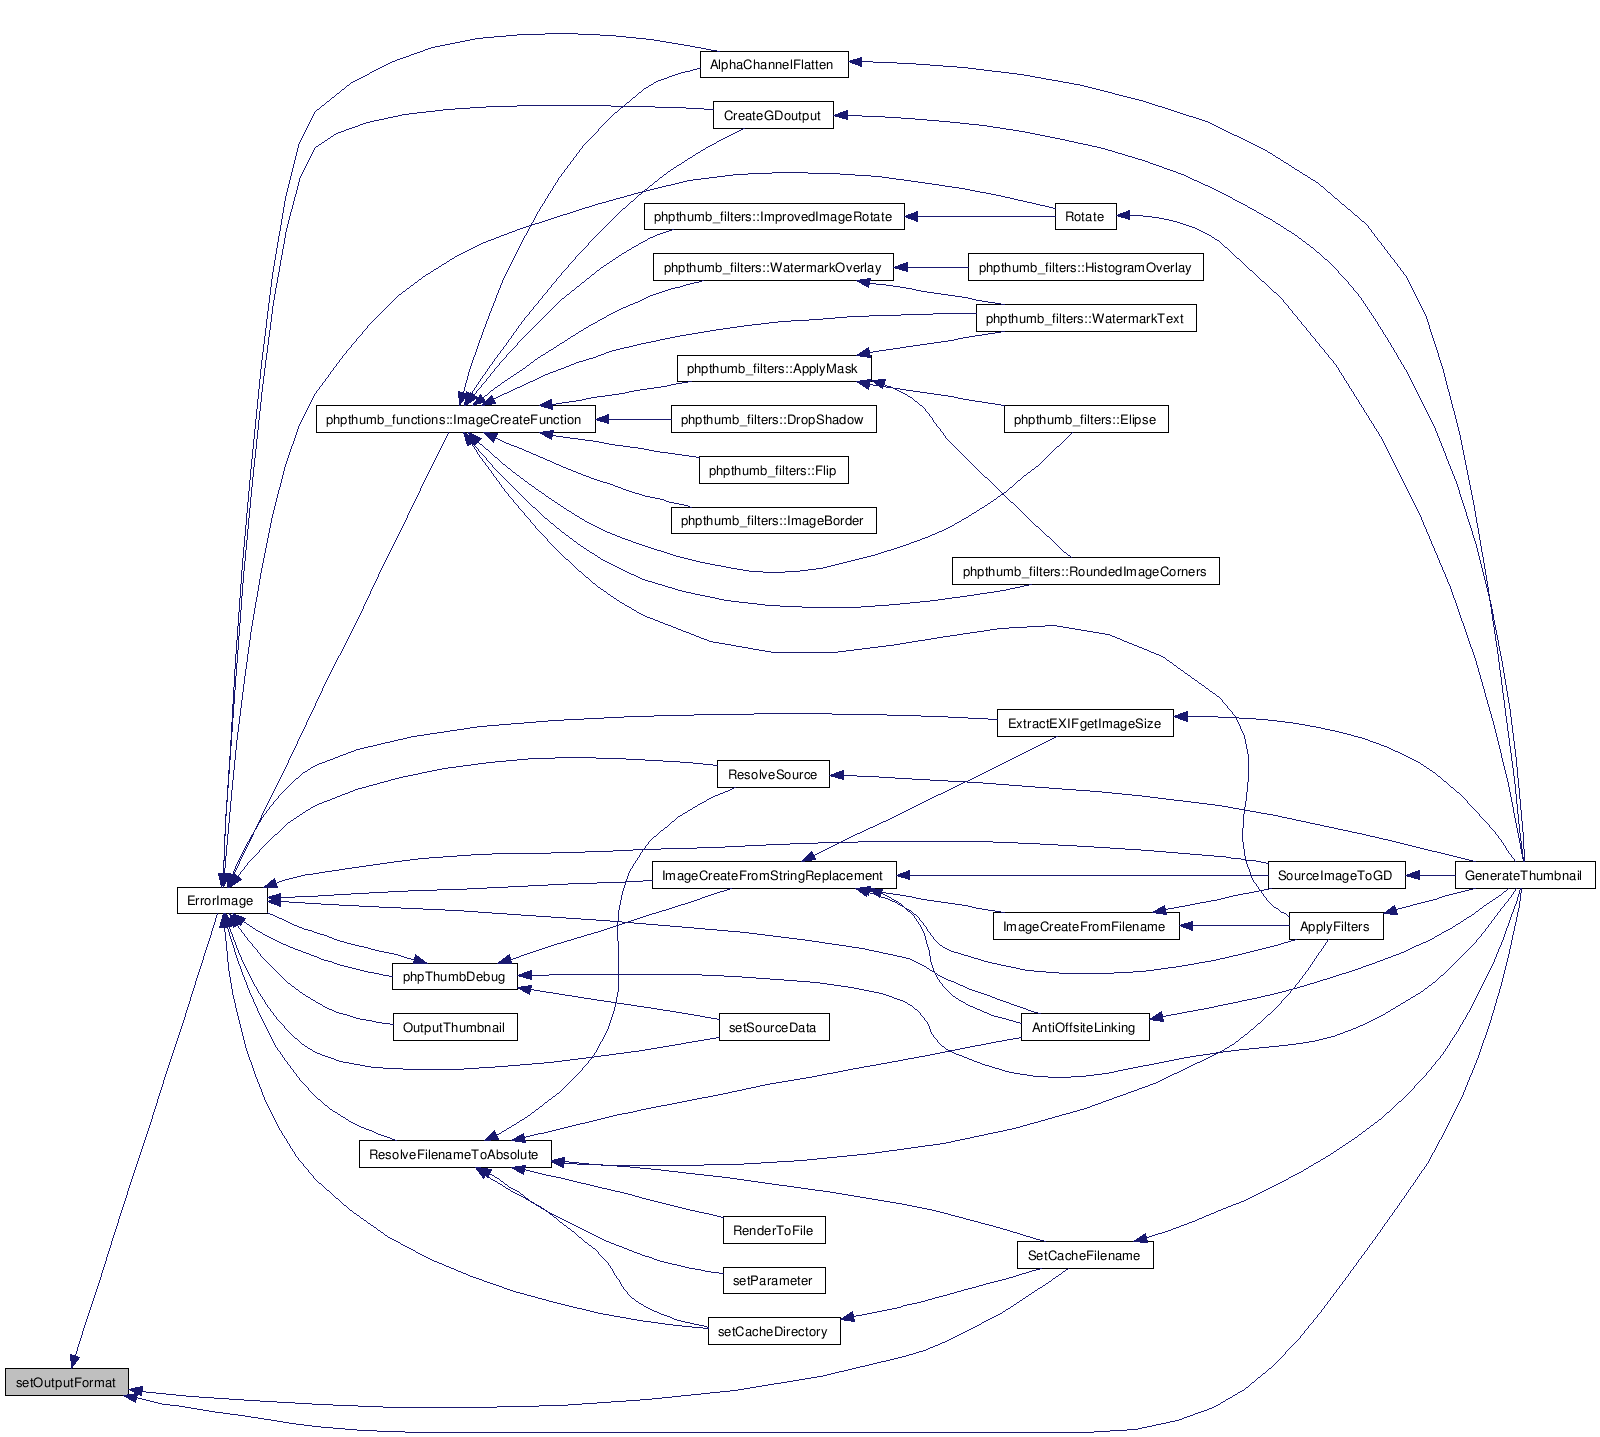 AlphaChannelFlatten
CreateGDoutput
phpthumb_filters::ImprovedImageRotate
Rotate
phpthumb_filters::WatermarkOverlay
phpthumb_filters::HistogramOverlay
phpthumb_filters::WatermarkText
phpthumb_filters::ApplyMask
phpthumb_functions::ImageCreateFunction
phpthumb_filters::DropShadow
phpthumb_filters::Elipse
phpthumb_filters::Flip
phpthumb_filters::ImageBorder
phpthumb_filters::RoundedImageCorners
ExtractEXIFgetImageSize
ResolveSource
ImageCreateFromStringReplacement
SourceImageToGD
GenerateThumbnail
ErrorImage
ImageCreateFromFilename
ApplyFilters
phpThumbDebug
OutputThumbnail
setSourceData
AntiOffsiteLinking
ResolveFilenameToAbsolute
RenderToFile
SetCacheFilename
setParameter
setCacheDirectory
setOutputFormat